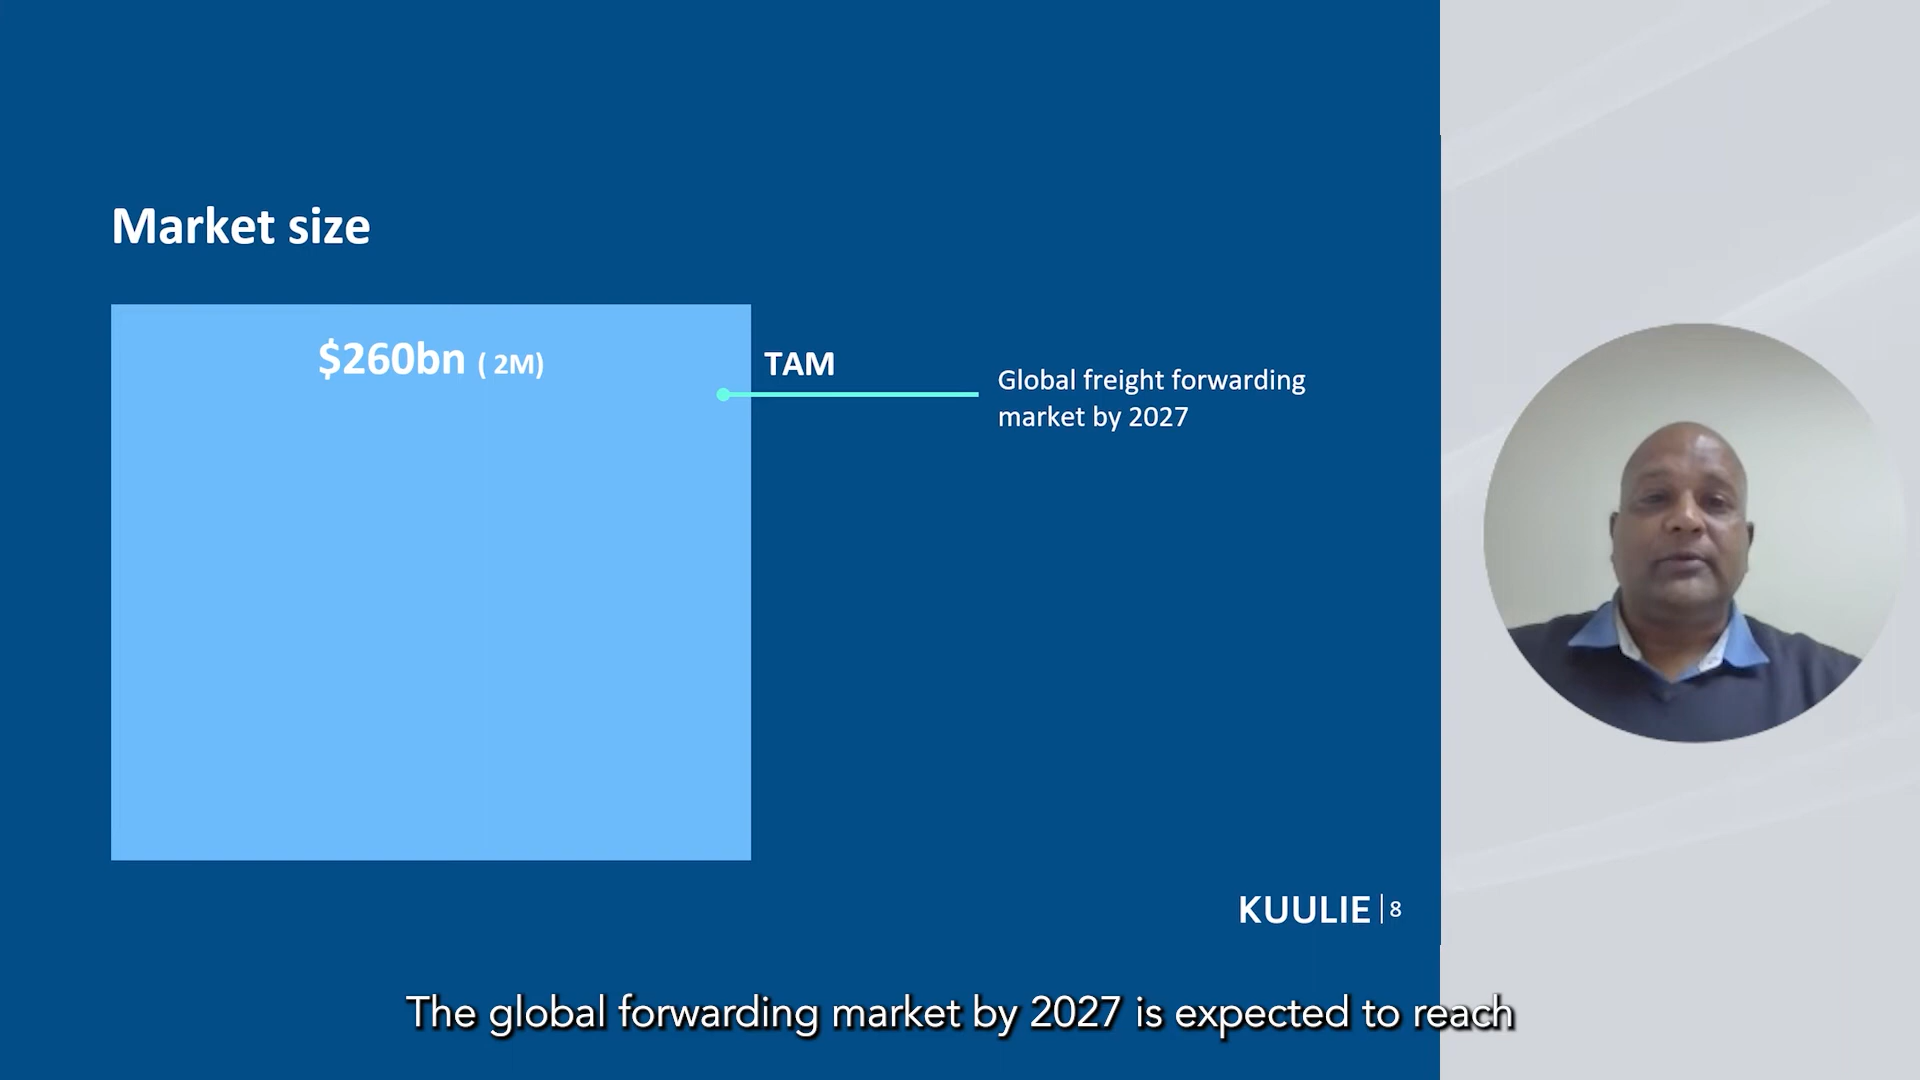 Market size
$260bn ( 2M)
TAM
Global freight forwarding
market by 2027
KUULIE | 8
The global forwarding market by 2027 is expected to reach